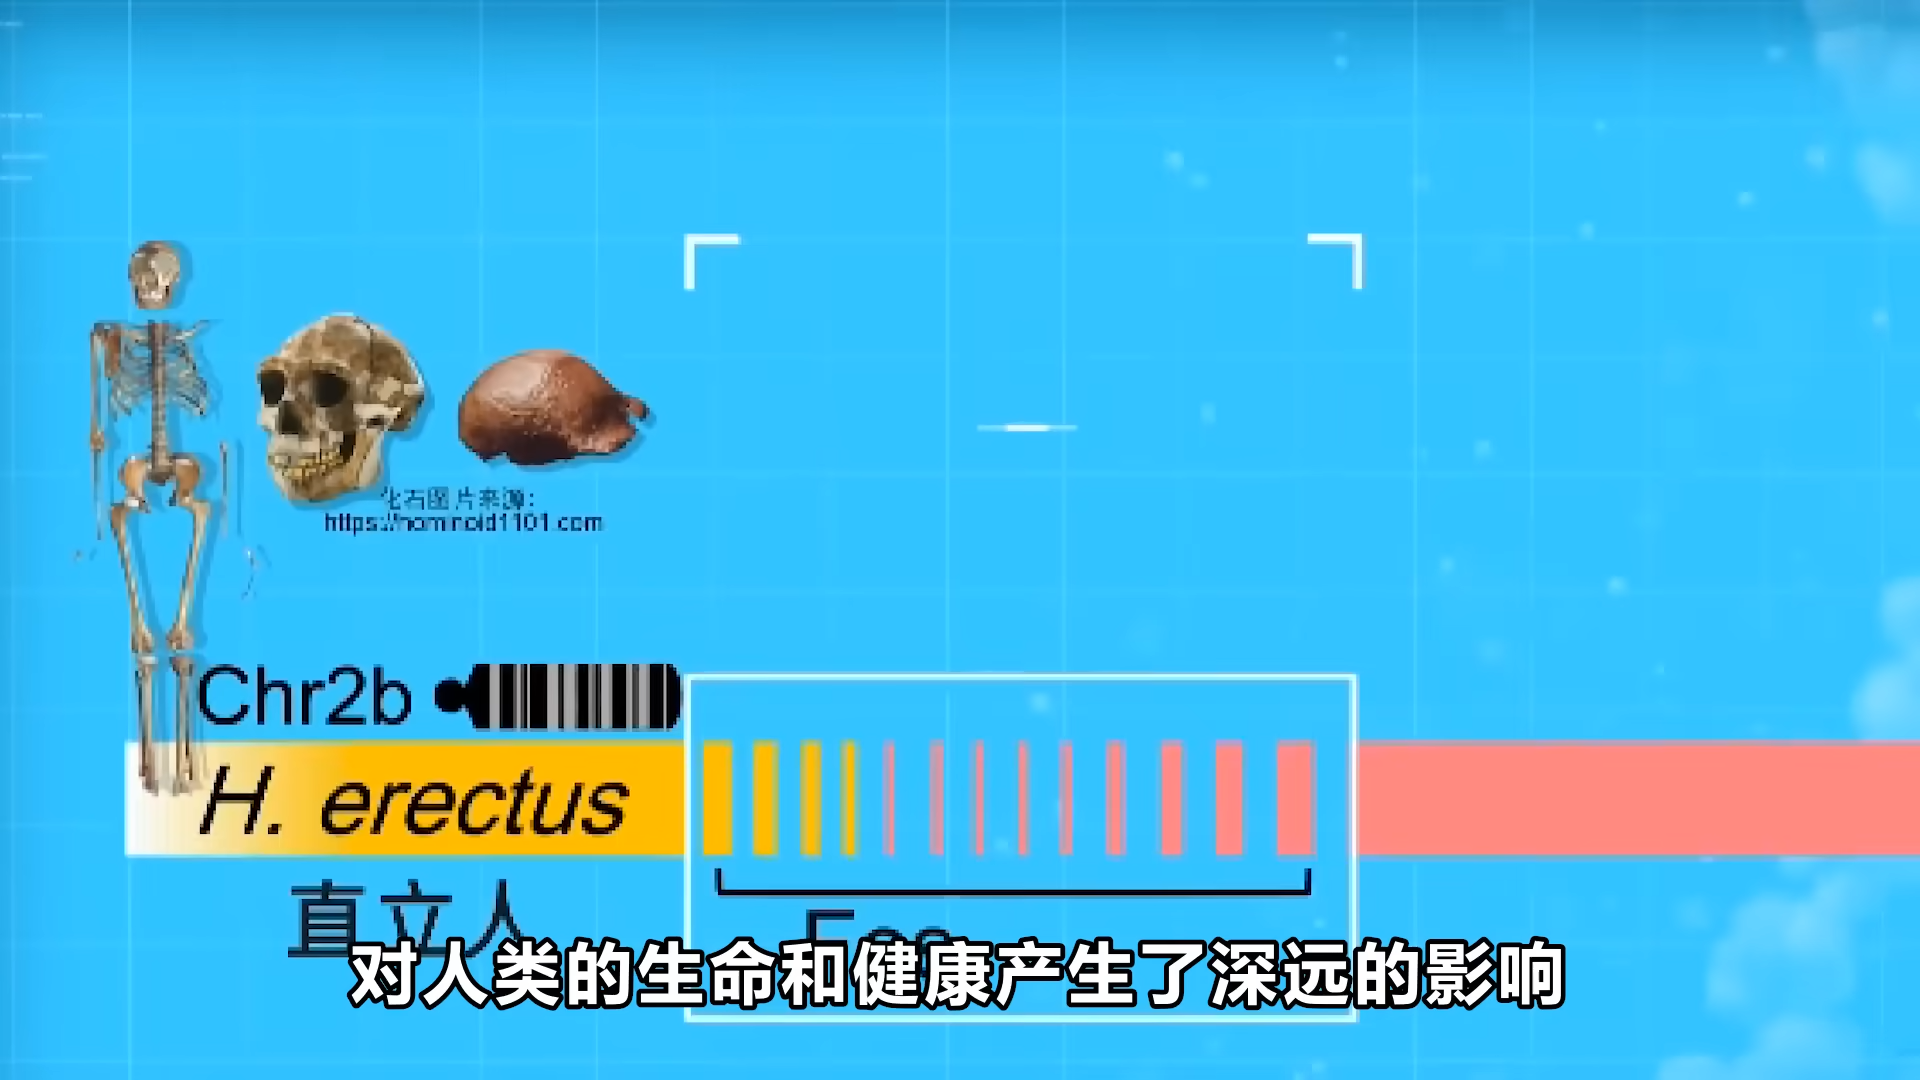 化石图片来源：
https://hominoid1101.com
Chr2b
H. erectus
直立人
对人类的生命和健康产生了深远的影响